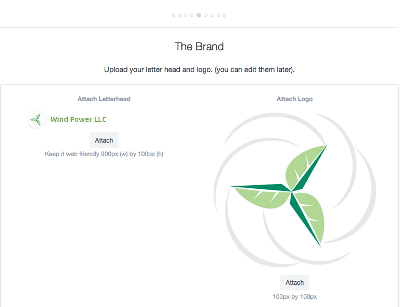 The Brand
Upload your letter head and logo. (you can edit them later).
Attach Letterhead
Wind Power LLC
Attach
Keep it web friendly 900px (w) by 100px (h)
Attach Logo
Attach
100px by 100px